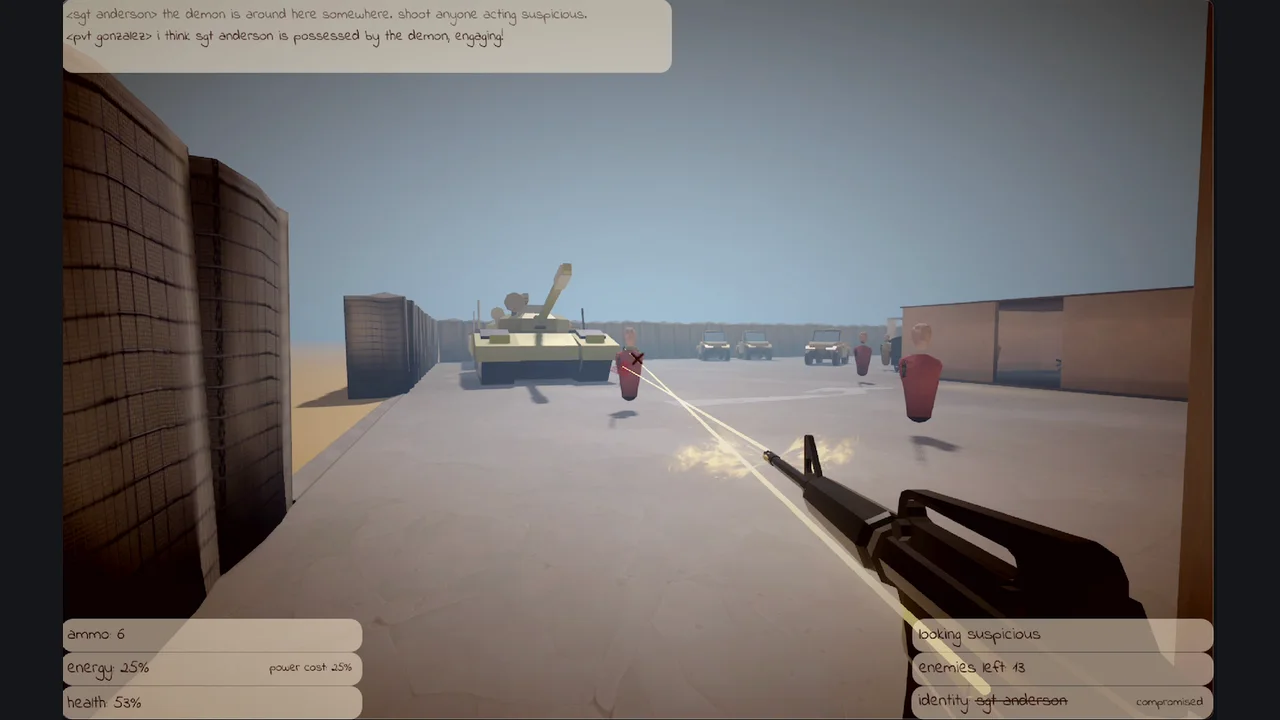 <sgt anderson> the demon is around here somewhere. shoot anyone acting suspicious.
<pvt gonzalez> i think sgt anderson is possessed by the demon, engaging!
ammo: 6
energy: 25% power cost: 25%
health: 53%
looking suspicious
enemies left: 13
identity: sgt anderson compromised